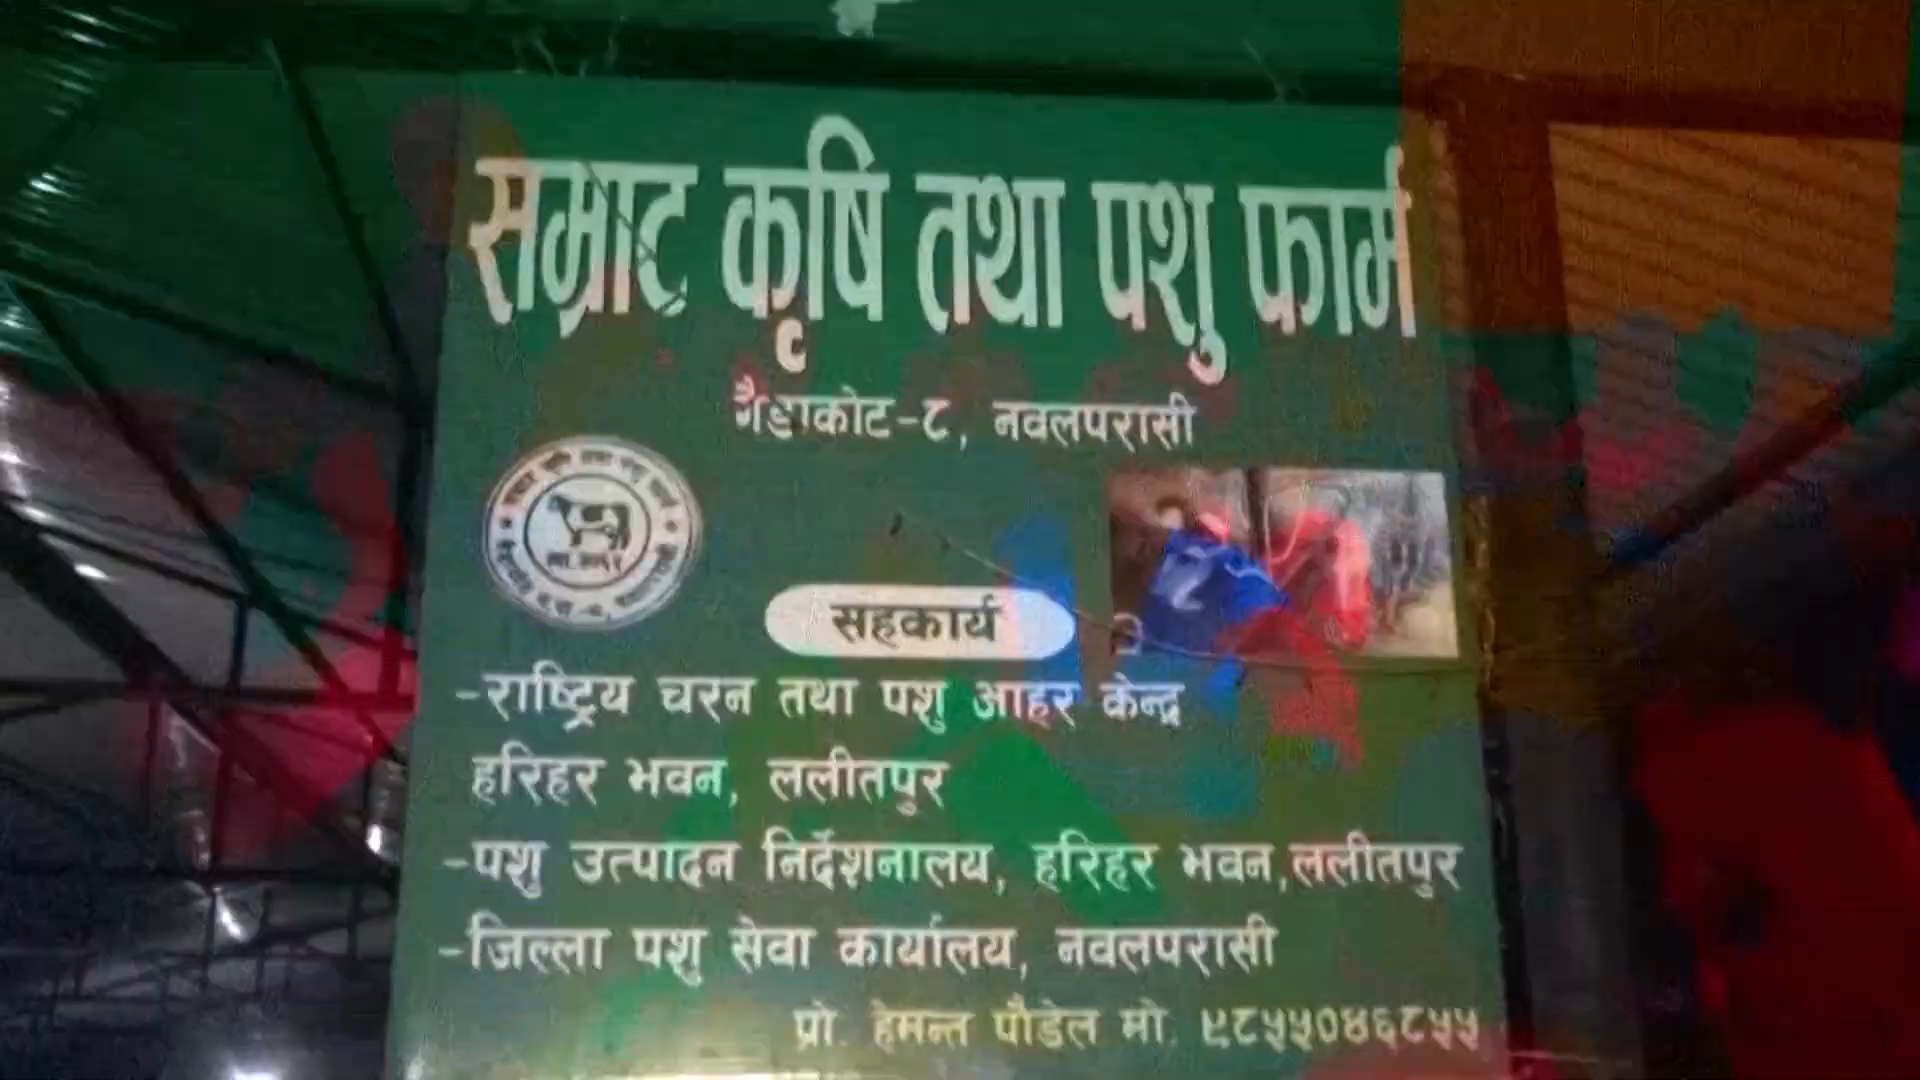 सम्राट कृषि तथा पशु फार्म
गैंडाकोट-८, नवलपरासी
सहकार्य
-राष्ट्रिय चरन तथा पशु आहर केन्द्र
हरिहर भवन, ललीतपुर
-पशु उत्पादन निर्देशनालय, हरिहर भवन,ललीतपुर
-जिल्ला पशु सेवा कार्यालय, नवलपरासी
प्रो. हेमन्त पौडेल मो. ९८५५०४६८५५